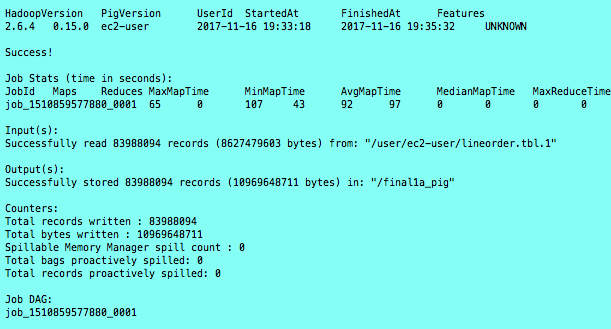 HadoopVersion PigVersion UserId StartedAt FinishedAt Features
2.6.4 0.15.0 ec2-user 2017-11-16 19:33:18 2017-11-16 19:35:32 UNKNOWN
Success!
Job Stats (time in seconds):
JobId Maps Reduces MaxMapTime MinMapTime AvgMapTime MedianMapTime MaxReduceTime
job_1510859577880_0001 65 0 107 43 92 97 0 0 0 0
Input(s):
Successfully read 83988094 records (8627479603 bytes) from: "/user/ec2-user/lineorder.tbl.1"
Output(s):
Successfully stored 83988094 records (10969648711 bytes) in: "/final1a_pig"
Counters:
Total records written : 83988094
Total bytes written : 10969648711
Spillable Memory Manager spill count : 0
Total bags proactively spilled: 0
Total records proactively spilled: 0
Job DAG:
job_1510859577880_0001